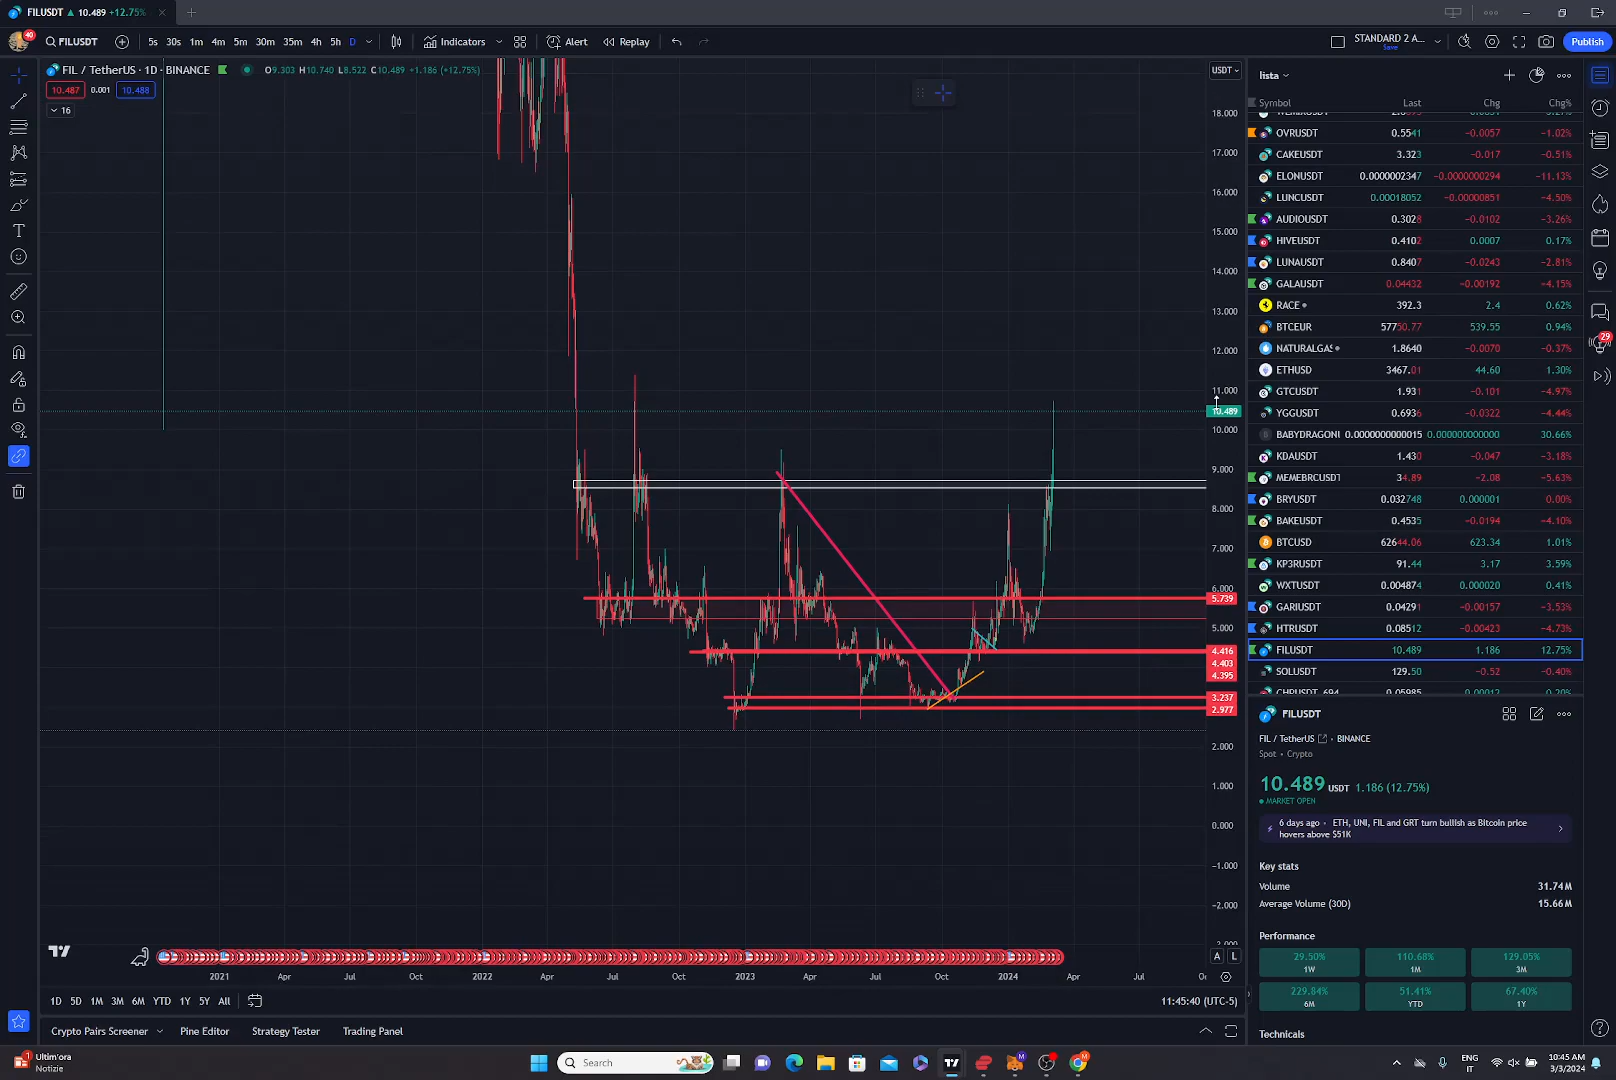 FILUSDT ▲ 10.489 +12.75%
40
FILUSDT
5s 30s 1m 4m 5m 30m 35m 4h 5h D
Indicators
Alert
Replay
STANDARD 2 A...
Save
Publish
FIL / TetherUS · 1D · BINANCE
O9.303 H10.740 L8.522 C10.489 +1.186 (+12.75%)
10.487 0.001 10.488
16
USDT
18.000
17.000
16.000
15.000
14.000
13.000
12.000
11.000
10.489
10.000
9.000
8.000
7.000
6.000
5.739
5.000
4.416
4.403
4.395
3.237
2.977
2.000
1.000
0.000
-1.000
-2.000
A L
2021 Apr Jul Oct 2022 Apr Jul Oct 2023 Apr Jul Oct 2024 Apr Jul
1D 5D 1M 3M 6M YTD 1Y 5Y All
11:45:40 (UTC-5)
Crypto Pairs Screener
Pine Editor
Strategy Tester
Trading Panel
lista
Symbol Last Chg Chg%
OVRUSDT 0.5541 -0.0057 -1.02%
CAKEUSDT 3.323 -0.017 -0.51%
ELONUSDT 0.0000002347 -0.0000000294 -11.13%
LUNCUSDT 0.00018052 -0.00000851 -4.50%
AUDIOUSDT 0.3028 -0.0102 -3.26%
HIVEUSDT 0.4102 0.0007 0.17%
LUNAUSDT 0.8407 -0.0243 -2.81%
GALAUSDT 0.04432 -0.00192 -4.15%
RACE 392.3 2.4 0.62%
BTCEUR 57750.77 539.55 0.94%
NATURALGAS 1.8640 -0.0070 -0.37%
ETHUSD 3467.01 44.60 1.30%
GTCUSDT 1.931 -0.101 -4.97%
YGGUSDT 0.6936 -0.0322 -4.44%
BABYDRAGONI 0.0000000000015 0.000000000000 30.66%
KDAUSDT 1.430 -0.047 -3.18%
MEMEBRCUSDT 34.89 -2.08 -5.63%
BRYUSDT 0.032748 0.000001 0.00%
BAKEUSDT 0.4535 -0.0194 -4.10%
BTCUSD 62644.06 623.34 1.01%
KP3RUSDT 91.44 3.17 3.59%
WXTUSDT 0.004874 0.000020 0.41%
GARIUSDT 0.04291 -0.00157 -3.53%
HTRUSDT 0.08512 -0.00423 -4.73%
FILUSDT 10.489 1.186 12.75%
SOLUSDT 129.50 -0.52 -0.40%
FILUSDT
FIL / TetherUS · BINANCE
Spot · Crypto
10.489 USDT 1.186 (12.75%)
MARKET OPEN
6 days ago · ETH, UNI, FIL and GRT turn bullish as Bitcoin price
hovers above $51K
Key stats
Volume 31.74M
Average Volume (30D) 15.66M
Performance
29.50% 110.68% 129.05%
1W 1M 3M
229.84% 51.41% 67.40%
6M YTD 1Y
Technicals
29
1
Ultim'ora
Notizie
Search
ENG
IT
10:45 AM
3/3/2024